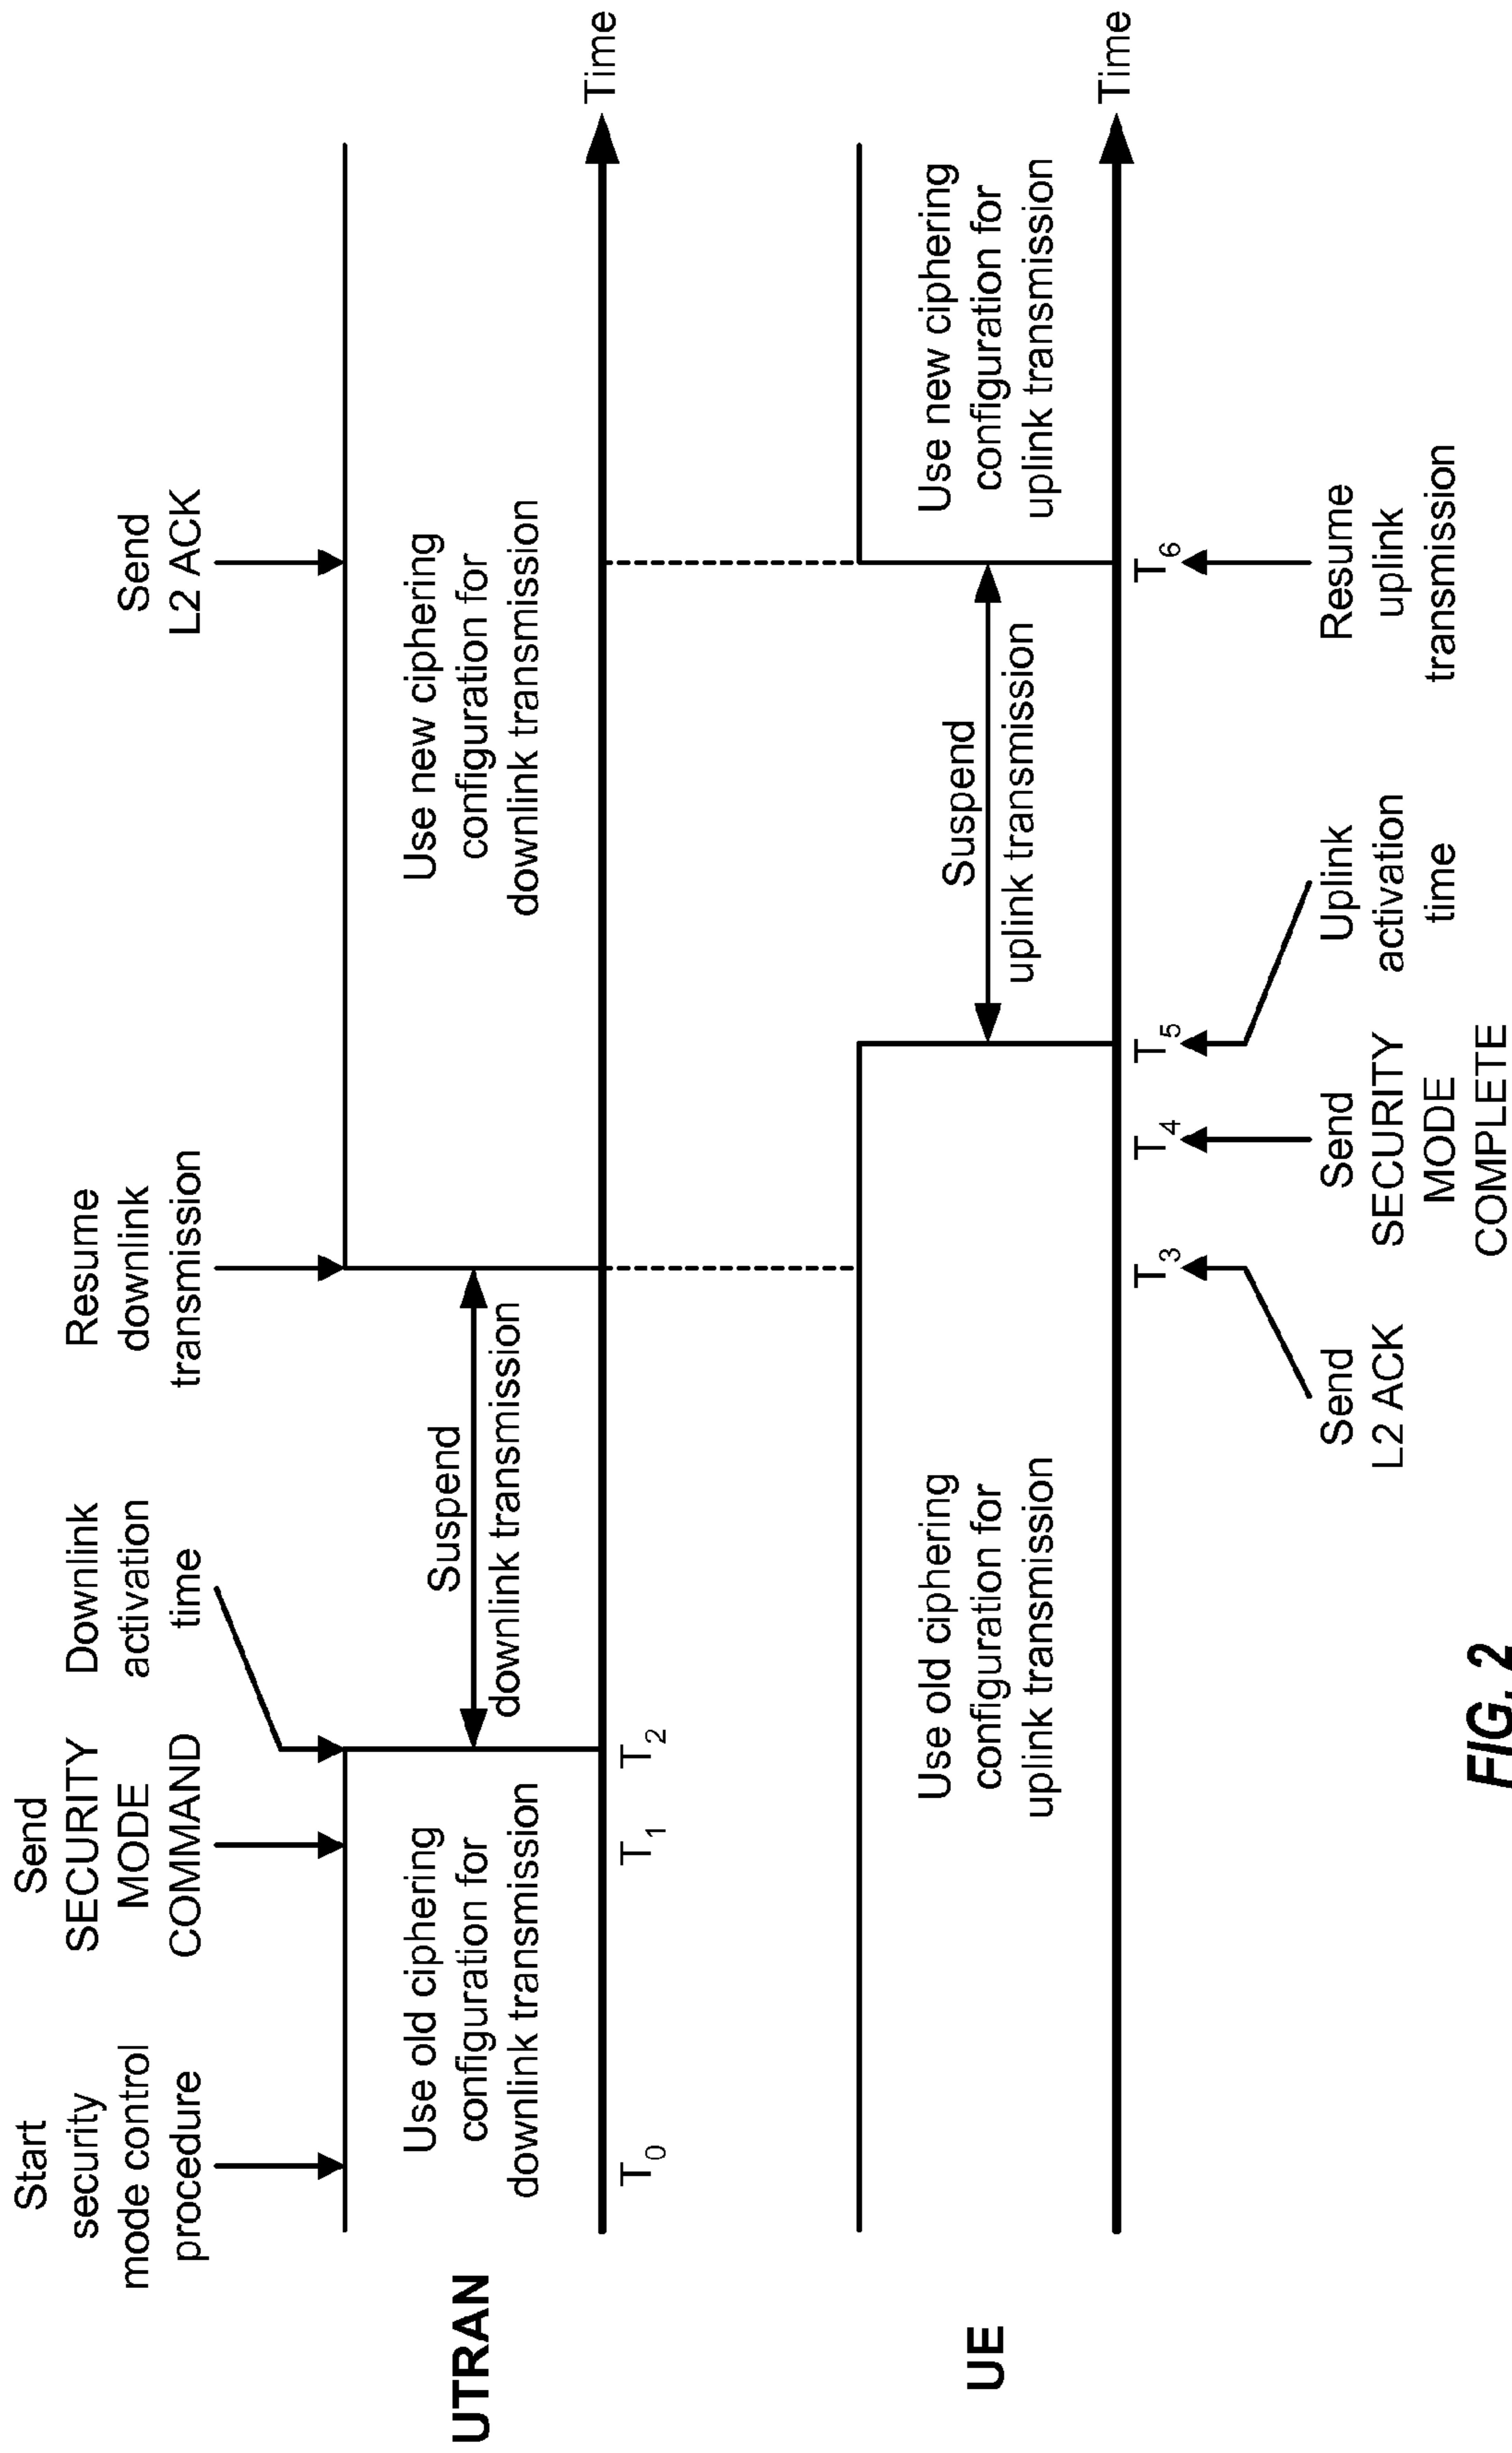 Start
security
mode control
procedure
Send
SECURITY
MODE
COMMAND
Downlink
activation
time
Resume
downlink
transmission
Send
L2 ACK
UTRAN
Use old ciphering
configuration for
downlink transmission
Suspend
downlink transmission
Use new ciphering
configuration for
downlink transmission
Time
T0
T1
T2
UE
Use old ciphering
configuration for
uplink transmission
Suspend
uplink transmission
Use new ciphering
configuration for
uplink transmission
Time
T3
T4
T5
T6
Send
L2 ACK
Send
SECURITY
MODE
COMPLETE
Uplink
activation
time
Resume
uplink
transmission
FIG. 2